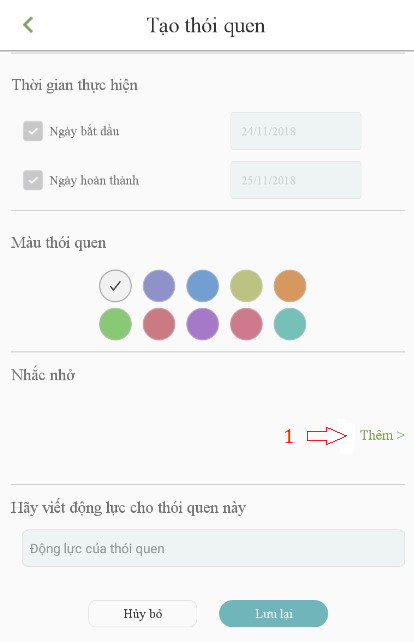 Tạo thói quen
Thời gian thực hiện
Ngày bắt đầu 24/11/2018
Ngày hoàn thành 25/11/2018
Màu thói quen
Nhắc nhở
1 Thêm >
Hãy viết động lực cho thói quen này
Động lực của thói quen
Hủy bỏ Lưu lại